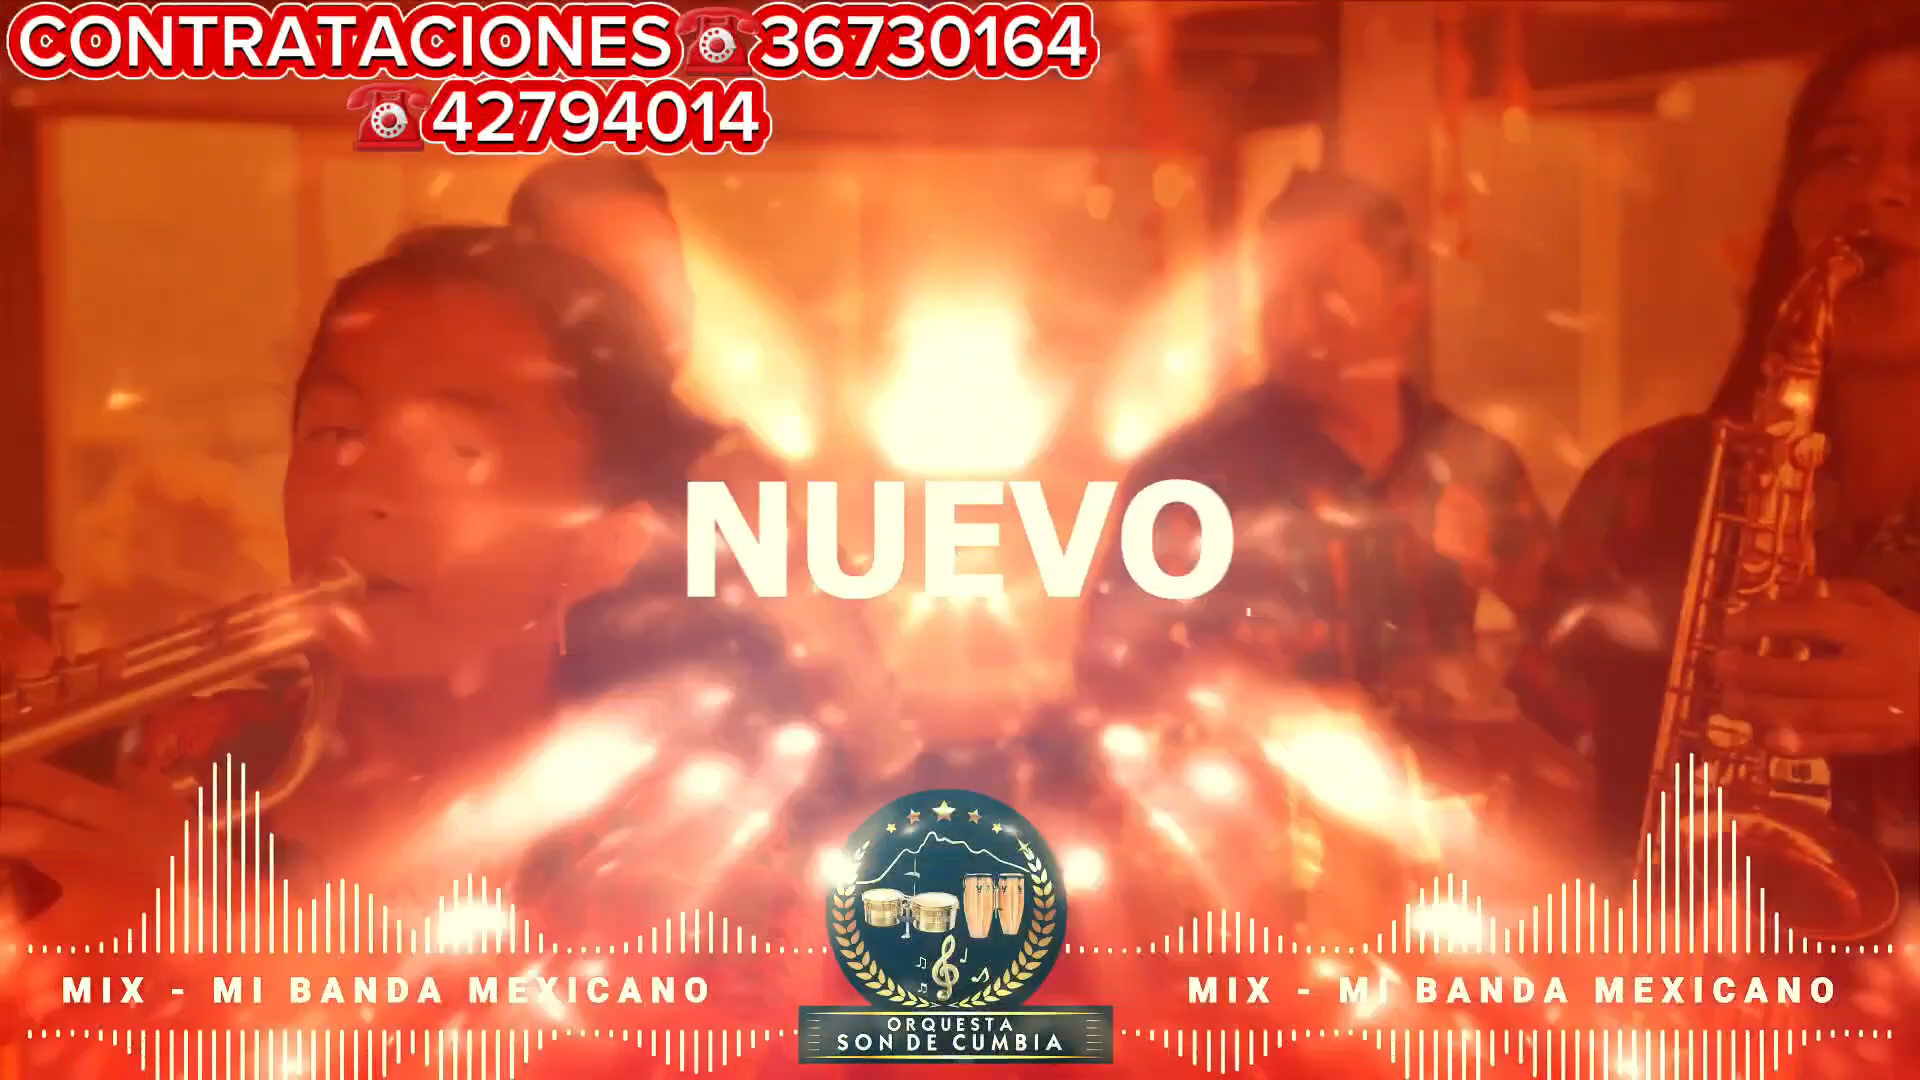 CONTRATACIONES☎36730164
☎42794014
NUEVO
MIX - MI BANDA MEXICANO
MIX - MI BANDA MEXICANO
ORQUESTA
SON DE CUMBIA